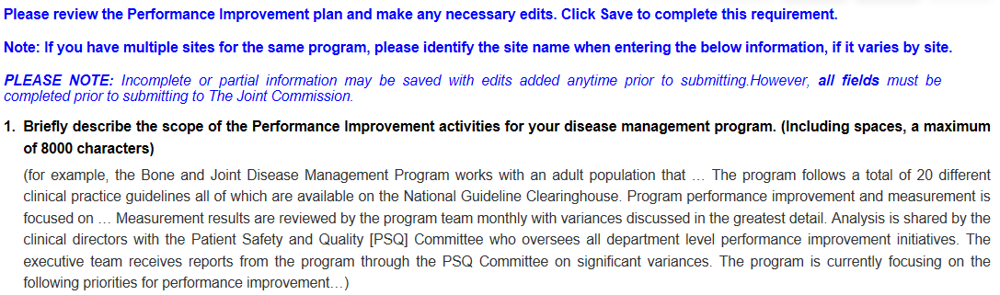 Please review the Performance Improvement plan and make any necessary edits. Click Save to complete this requirement.
Note: If you have multiple sites for the same program, please identify the site name when entering the below information, if it varies by site.
PLEASE NOTE: Incomplete or partial information may be saved with edits added anytime prior to submitting.However, all fields must be
completed prior to submitting to The Joint Commission.
1. Briefly describe the scope of the Performance Improvement activities for your disease management program. (Including spaces, a maximum
of 8000 characters)
(for example, the Bone and Joint Disease Management Program works with an adult population that … The program follows a total of 20 different
clinical practice guidelines all of which are available on the National Guideline Clearinghouse. Program performance improvement and measurement is
focused on … Measurement results are reviewed by the program team monthly with variances discussed in the greatest detail. Analysis is shared by the
clinical directors with the Patient Safety and Quality [PSQ] Committee who oversees all department level performance improvement initiatives. The
executive team receives reports from the program through the PSQ Committee on significant variances. The program is currently focusing on the
following priorities for performance improvement…)